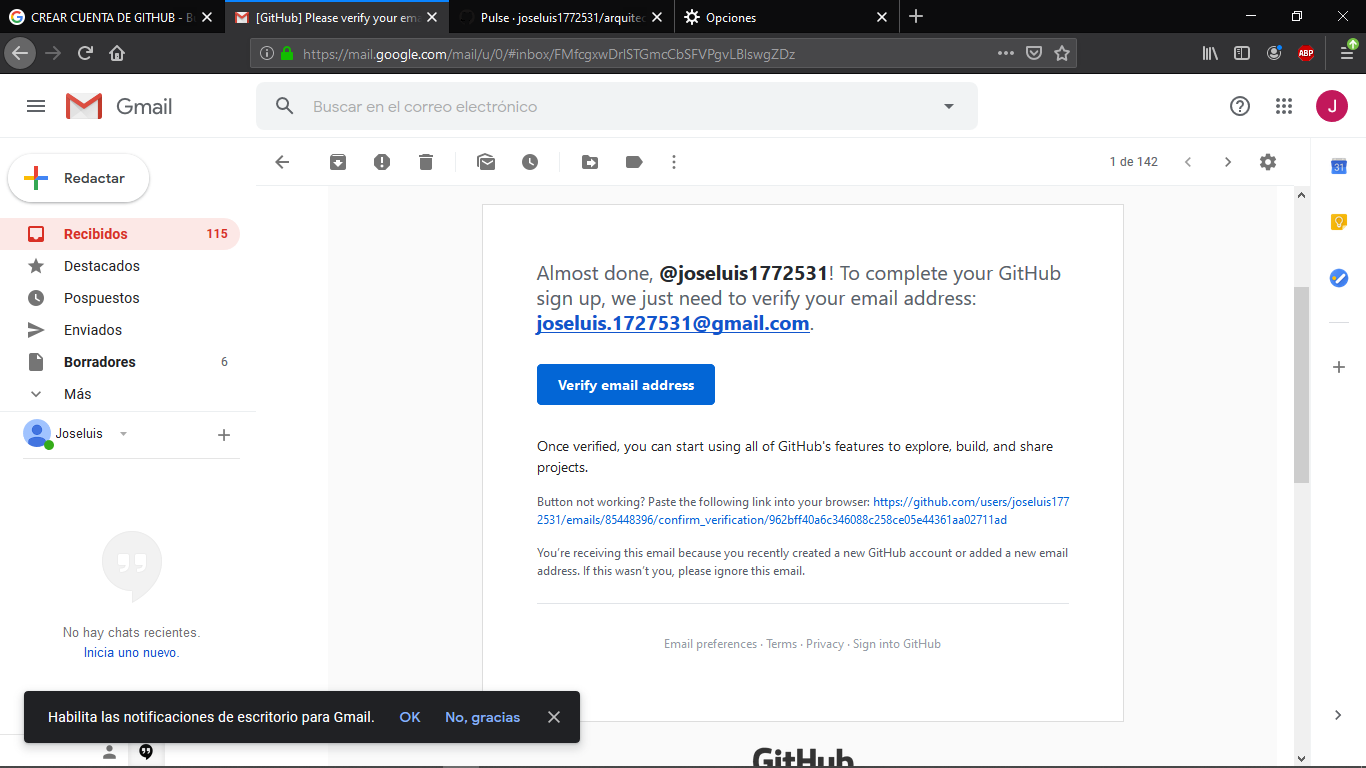 CREAR CUENTA DE GITHUB - B
[GitHub] Please verify your ema
Pulse · joseluis1772531/arquitec
Opciones
https://mail.google.com/mail/u/0/#inbox/FMfcgxwDrlSTGmcCbSFVPgvLBlswgZDz
ABP
Gmail
Buscar en el correo electrónico
J
Redactar
1 de 142
31
Recibidos 115
Destacados
Pospuestos
Enviados
Borradores 6
Más
Joseluis
No hay chats recientes.
Inicia uno nuevo.
Almost done, @joseluis1772531! To complete your GitHub
sign up, we just need to verify your email address:
joseluis.1727531@gmail.com.
Verify email address
Once verified, you can start using all of GitHub's features to explore, build, and share
projects.
Button not working? Paste the following link into your browser: https://github.com/users/joseluis177
2531/emails/85448396/confirm_verification/962bff40a6c346088c258ce05e44361aa02711ad
You're receiving this email because you recently created a new GitHub account or added a new email
address. If this wasn't you, please ignore this email.
Email preferences · Terms · Privacy · Sign into GitHub
Habilita las notificaciones de escritorio para Gmail. OK No, gracias
GitHub